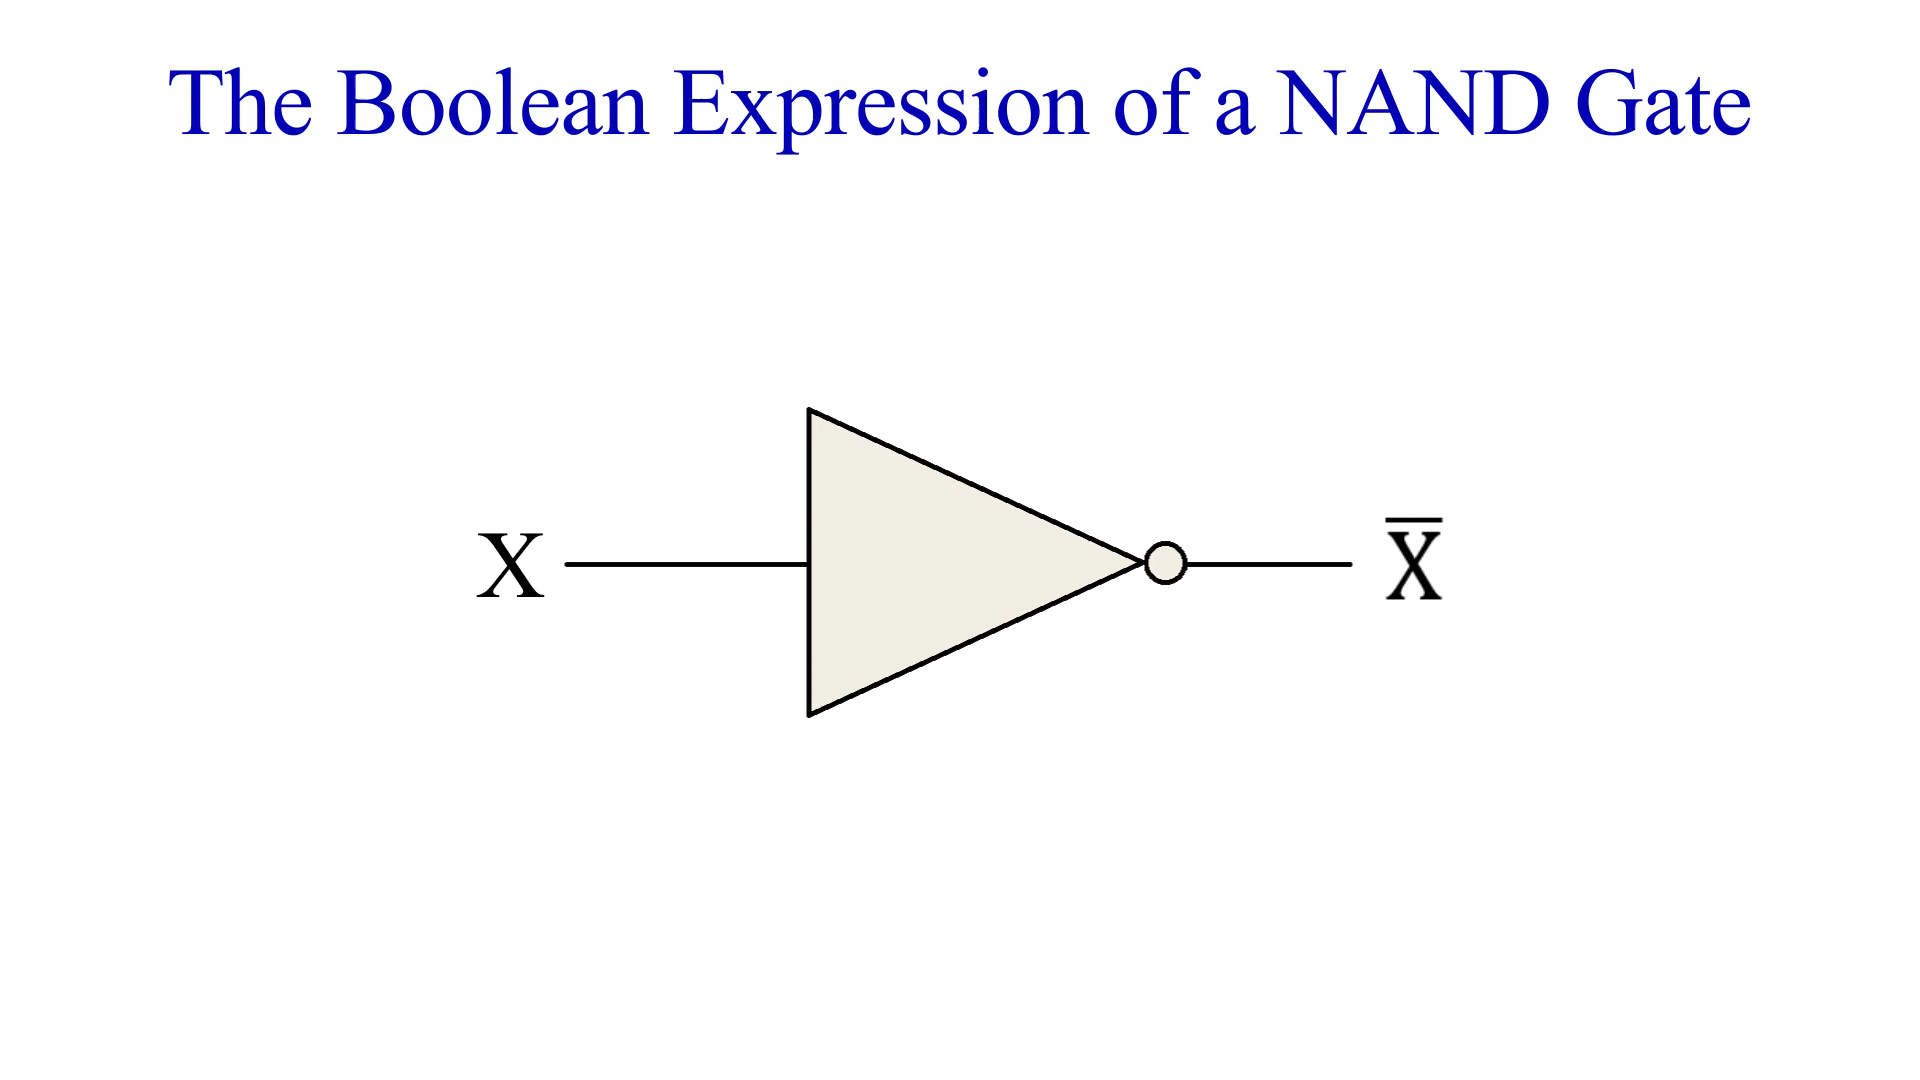 The Boolean Expression of a NAND Gate
X X̅